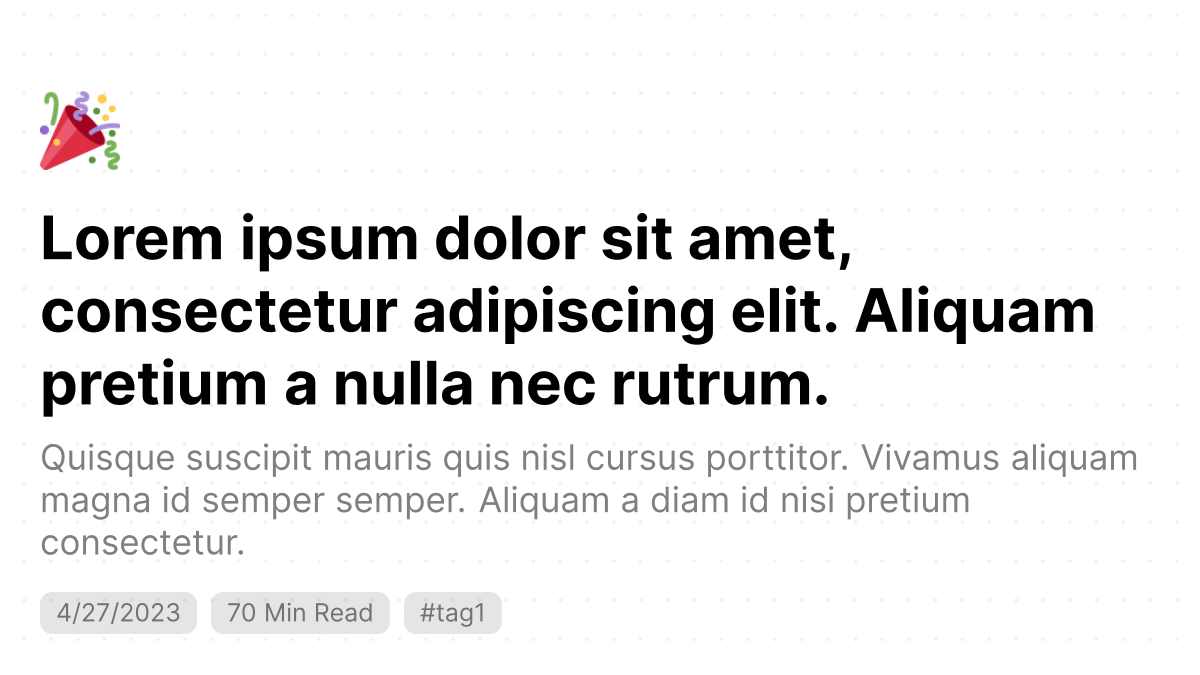 Lorem ipsum dolor sit amet,
consectetur adipiscing elit. Aliquam
pretium a nulla nec rutrum.
Quisque suscipit mauris quis nisl cursus porttitor. Vivamus aliquam
magna id semper semper. Aliquam a diam id nisi pretium
consectetur.
4/27/2023 70 Min Read #tag1